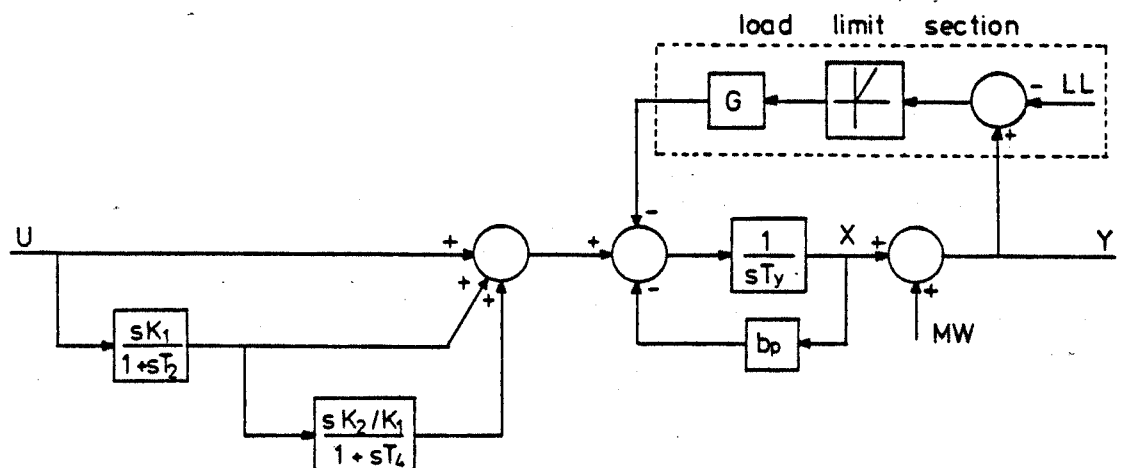 load limit section
G
- LL
+
-
U
+
+
+
+
-
1
sTy
X
+
+
Y
MW
bp
sK1
1+sT2
sK2/K1
1+sT4